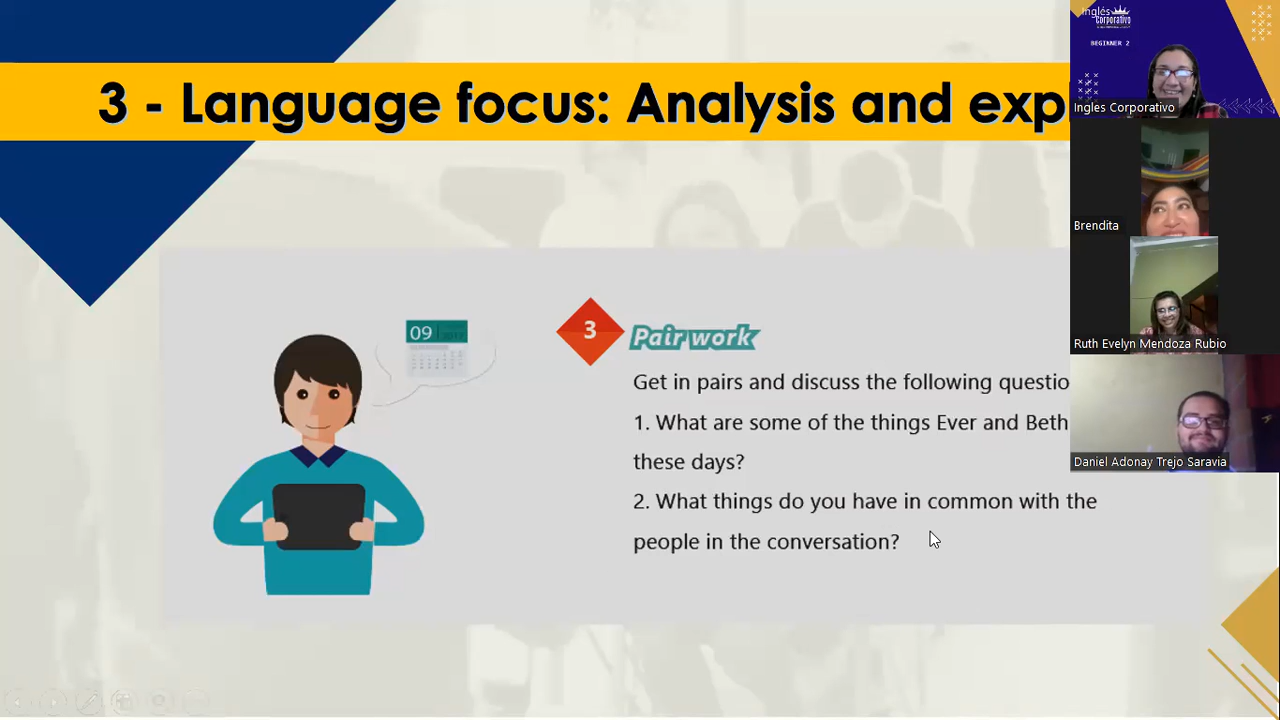 3 - Language focus: Analysis and exp
09
3
Pair work
Get in pairs and discuss the following questio
1. What are some of the things Ever and Beth
these days?
2. What things do you have in common with the
people in the conversation?
Inglés
Corporativo
BEGINNER 2
Ingles Corporativo
Brendita
Ruth Evelyn Mendoza Rubio
Daniel Adonay Trejo Saravia